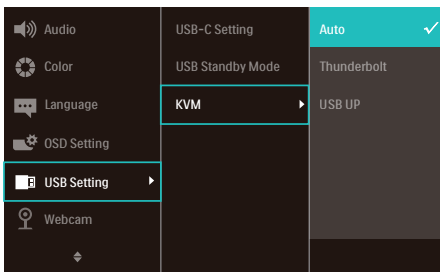 Audio
Color
Language
OSD Setting
USB Setting
Webcam
USB-C Setting
USB Standby Mode
KVM
Auto
Thunderbolt
USB UP